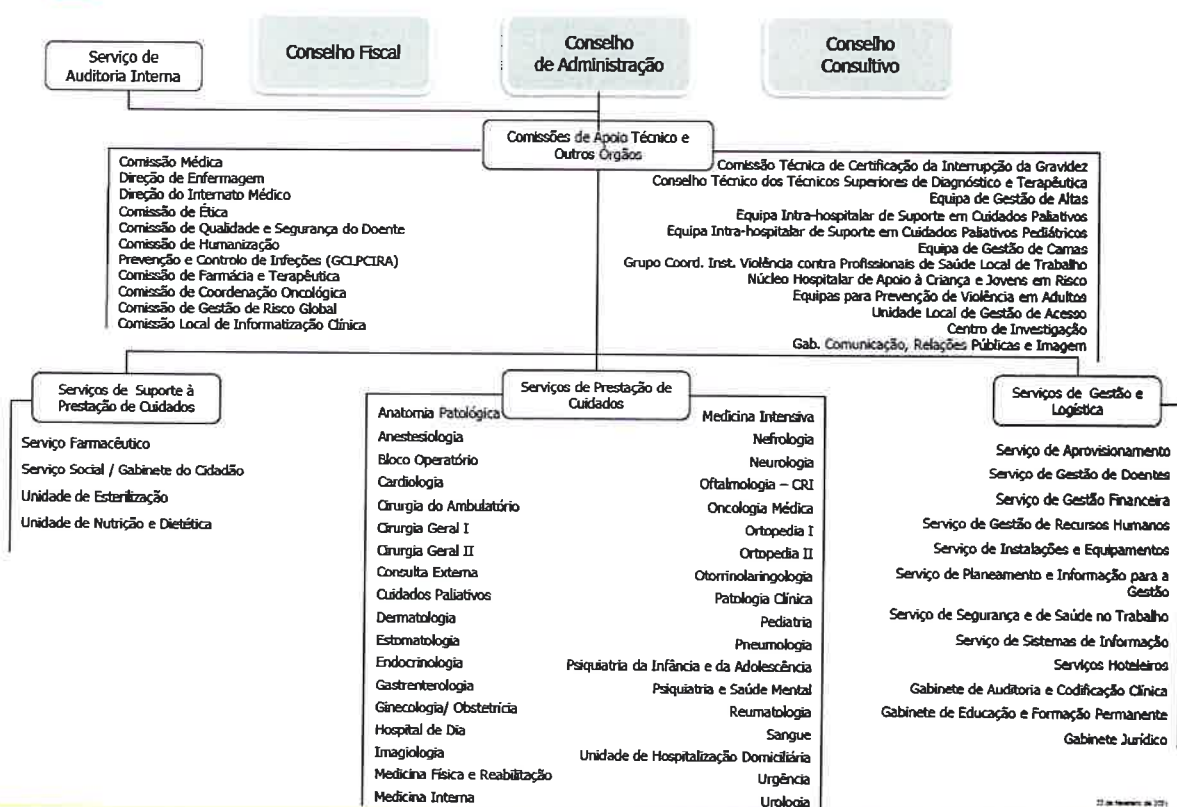 Serviço de
Auditoria Interna
Conselho Fiscal
Conselho
de Administração
Conselho
Consultivo
Comissões de Apoio Técnico e
Outros Órgãos
Comissão Médica
Direção de Enfermagem
Direção do Internato Médico
Comissão de Ética
Comissão de Qualidade e Segurança do Doente
Comissão de Humanização
Prevenção e Controlo de Infeções (GCLPCIRA)
Comissão de Farmácia e Terapêutica
Comissão de Coordenação Oncológica
Comissão de Gestão de Risco Global
Comissão Local de Informatização Clínica
Comissão Técnica de Certificação da Interrupção da Gravidez
Conselho Técnico dos Técnicos Superiores de Diagnóstico e Terapêutica
Equipa de Gestão de Altas
Equipa Intra-hospitalar de Suporte em Cuidados Paliativos
Equipa Intra-hospitalar de Suporte em Cuidados Paliativos Pediátricos
Equipa de Gestão de Camas
Grupo Coord. Inst. Violência contra Profissionais de Saúde Local de Trabalho
Núcleo Hospitalar de Apoio à Criança e Jovens em Risco
Equipas para Prevenção de Violência em Adultos
Unidade Local de Gestão de Acesso
Centro de Investigação
Gab. Comunicação, Relações Públicas e Imagem
Serviços de Suporte à
Prestação de Cuidados
Serviço Farmacêutico
Serviço Social / Gabinete do Cidadão
Unidade de Esterilização
Unidade de Nutrição e Dietética
Serviços de Prestação de
Cuidados
Anatomia Patológica
Anestesiologia
Bloco Operatório
Cardiologia
Cirurgia do Ambulatório
Cirurgia Geral I
Cirurgia Geral II
Consulta Externa
Cuidados Paliativos
Dermatologia
Estomatologia
Endocrinologia
Gastrenterologia
Ginecologia/ Obstetrícia
Hospital de Dia
Imagiologia
Medicina Física e Reabilitação
Medicina Interna
Medicina Intensiva
Nefrologia
Neurologia
Oftalmologia – CRI
Oncologia Médica
Ortopedia I
Ortopedia II
Otorrinolaringologia
Patologia Clínica
Pediatria
Pneumologia
Psiquiatria da Infância e da Adolescência
Psiquiatria e Saúde Mental
Reumatologia
Sangue
Unidade de Hospitalização Domiciliária
Urgência
Urologia
Serviços de Gestão e
Logística
Serviço de Aprovisionamento
Serviço de Gestão de Doentes
Serviço de Gestão Financeira
Serviço de Gestão de Recursos Humanos
Serviço de Instalações e Equipamentos
Serviço de Planeamento e Informação para a
Gestão
Serviço de Segurança e de Saúde no Trabalho
Serviço de Sistemas de Informação
Serviços Hoteleiros
Gabinete de Auditoria e Codificação Clínica
Gabinete de Educação e Formação Permanente
Gabinete Jurídico